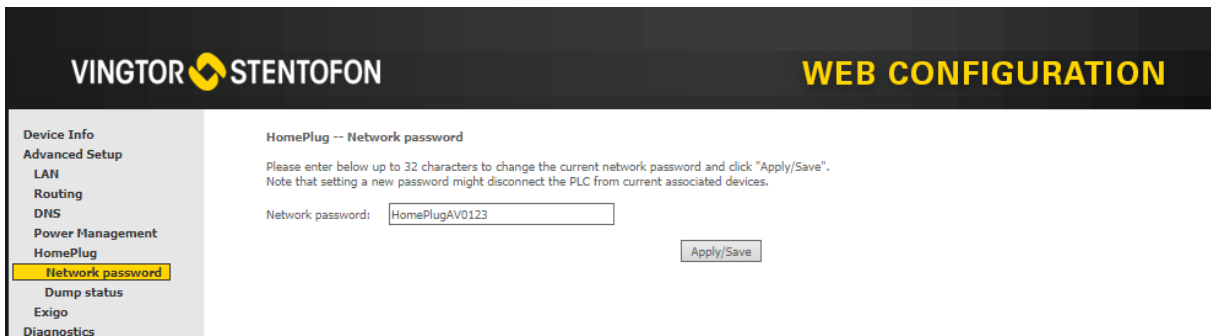 VINGTOR STENTOFON
WEB CONFIGURATION
Device Info
Advanced Setup
LAN
Routing
DNS
Power Management
HomePlug
Network password
Dump status
Exigo
Diagnostics
HomePlug -- Network password
Please enter below up to 32 characters to change the current network password and click "Apply/Save".
Note that setting a new password might disconnect the PLC from current associated devices.
Network password: HomePlugAV0123
Apply/Save